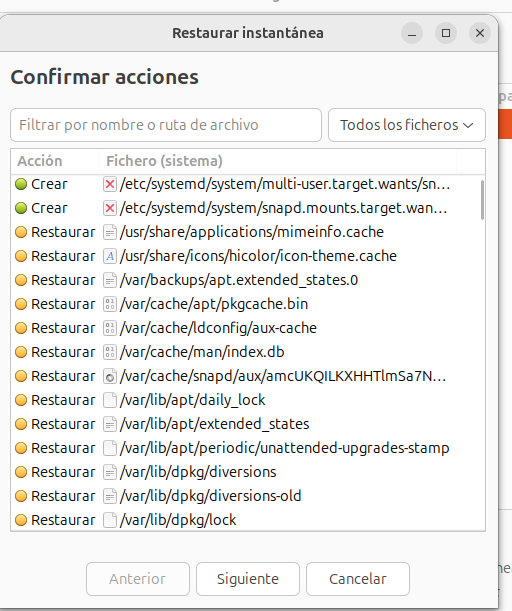 Restaurar instantánea
Confirmar acciones
Filtrar por nombre o ruta de archivo
Todos los ficheros
Acción Fichero (sistema)
Crear /etc/systemd/system/multi-user.target.wants/sn...
Crear /etc/systemd/system/snapd.mounts.target.wan...
Restaurar /usr/share/applications/mimeinfo.cache
Restaurar /usr/share/icons/hicolor/icon-theme.cache
Restaurar /var/backups/apt.extended_states.0
Restaurar /var/cache/apt/pkgcache.bin
Restaurar /var/cache/ldconfig/aux-cache
Restaurar /var/cache/man/index.db
Restaurar /var/cache/snapd/aux/amcUKQILKXHHTlmSa7N...
Restaurar /var/lib/apt/daily_lock
Restaurar /var/lib/apt/extended_states
Restaurar /var/lib/apt/periodic/unattended-upgrades-stamp
Restaurar /var/lib/dpkg/diversions
Restaurar /var/lib/dpkg/diversions-old
Restaurar /var/lib/dpkg/lock
Anterior Siguiente Cancelar